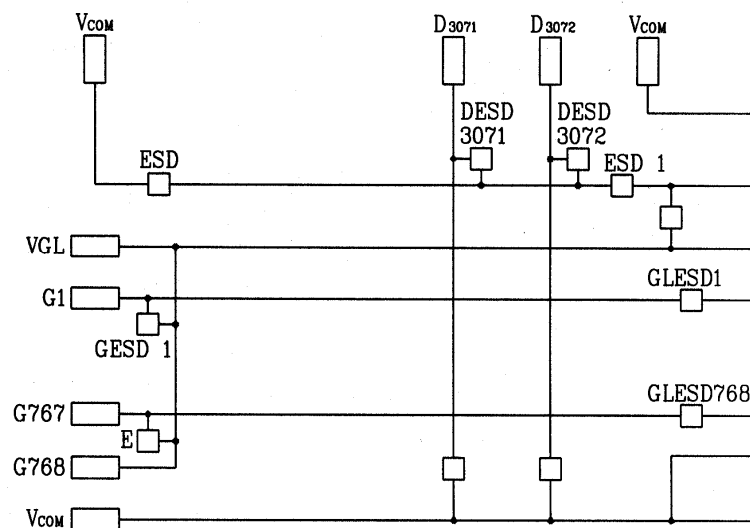 VCOM
D3071
D3072
VCOM
DESD
3071
DESD
3072
ESD
ESD 1
VGL
G1
GLESD1
GESD 1
G767
GLESD768
E
G768
VCOM